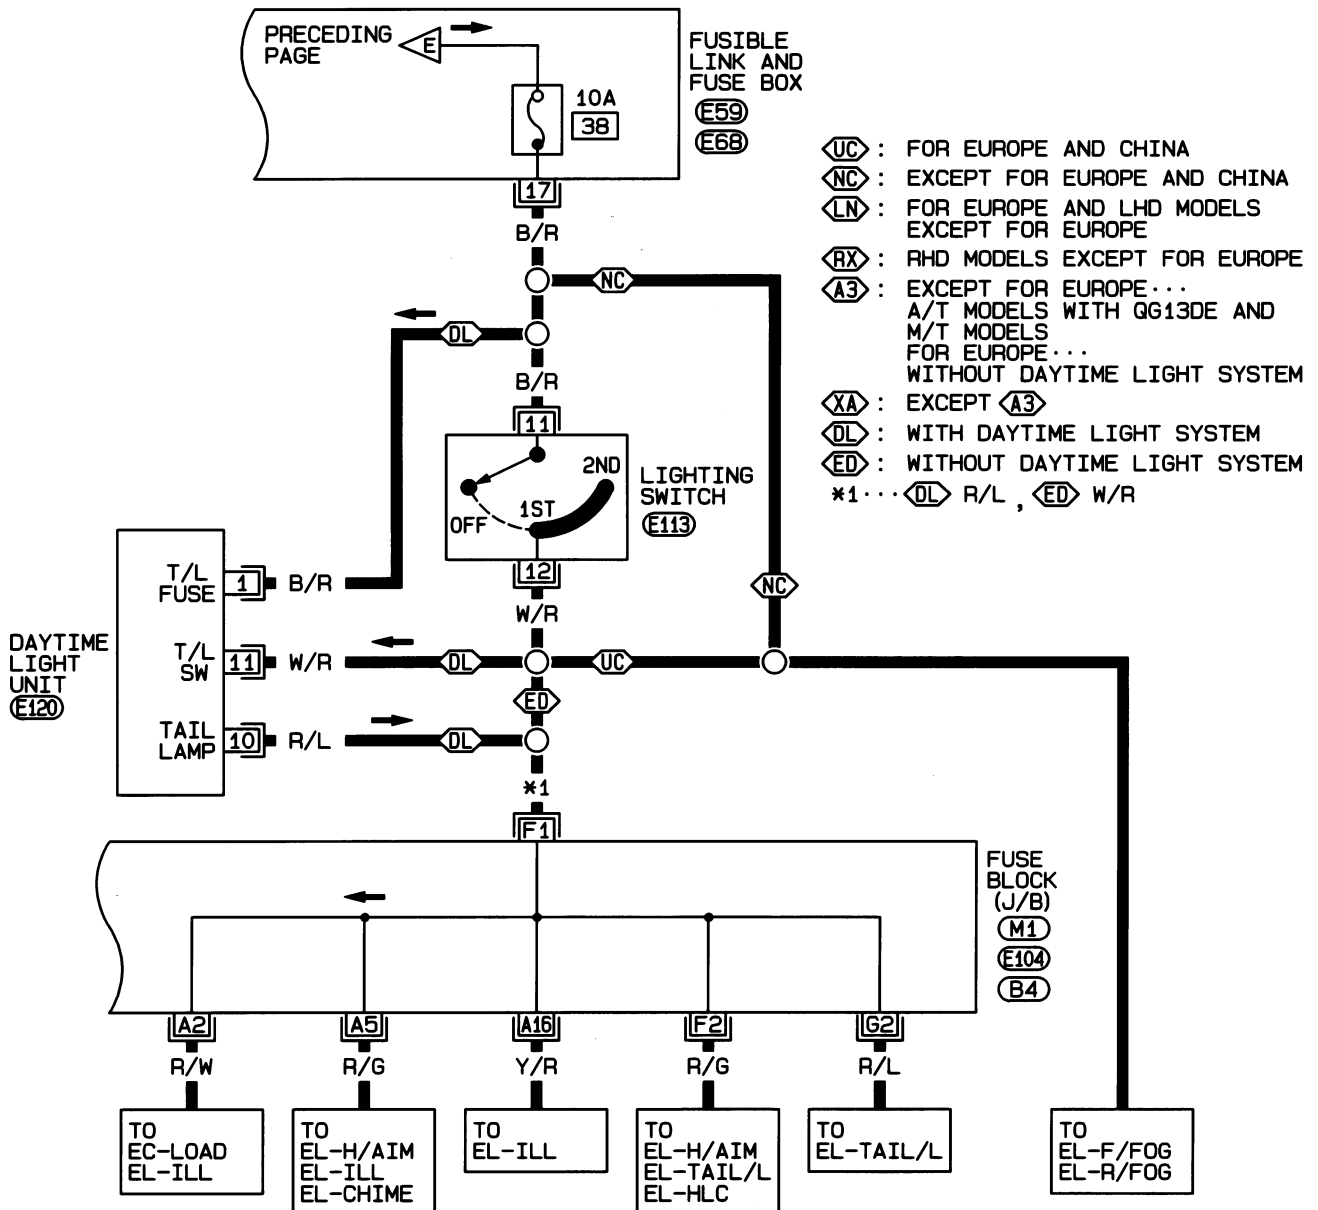 PRECEDING
PAGE
E
10A
38
FUSIBLE
LINK AND
FUSE BOX
E59
E68
17
B/R
NC
DL
B/R
11
UC : FOR EUROPE AND CHINA
NC : EXCEPT FOR EUROPE AND CHINA
LN : FOR EUROPE AND LHD MODELS
EXCEPT FOR EUROPE
RX : RHD MODELS EXCEPT FOR EUROPE
A3 : EXCEPT FOR EUROPE···
A/T MODELS WITH QG13DE AND
M/T MODELS
FOR EUROPE···
WITHOUT DAYTIME LIGHT SYSTEM
XA : EXCEPT A3
DL : WITH DAYTIME LIGHT SYSTEM
ED : WITHOUT DAYTIME LIGHT SYSTEM
*1··· DL R/L , ED W/R
OFF
1ST
2ND
LIGHTING
SWITCH
E113
12
W/R
NC
DAYTIME
LIGHT
UNIT
E120
T/L
FUSE
1
B/R
T/L
SW
11
W/R
DL
UC
ED
TAIL
LAMP
10
R/L
DL
*1
F1
FUSE
BLOCK
(J/B)
M1
E104
B4
A2
A5
A16
F2
G2
R/W
R/G
Y/R
R/G
R/L
TO
EC-LOAD
EL-ILL
TO
EL-H/AIM
EL-ILL
EL-CHIME
TO
EL-ILL
TO
EL-H/AIM
EL-TAIL/L
EL-HLC
TO
EL-TAIL/L
TO
EL-F/FOG
EL-R/FOG